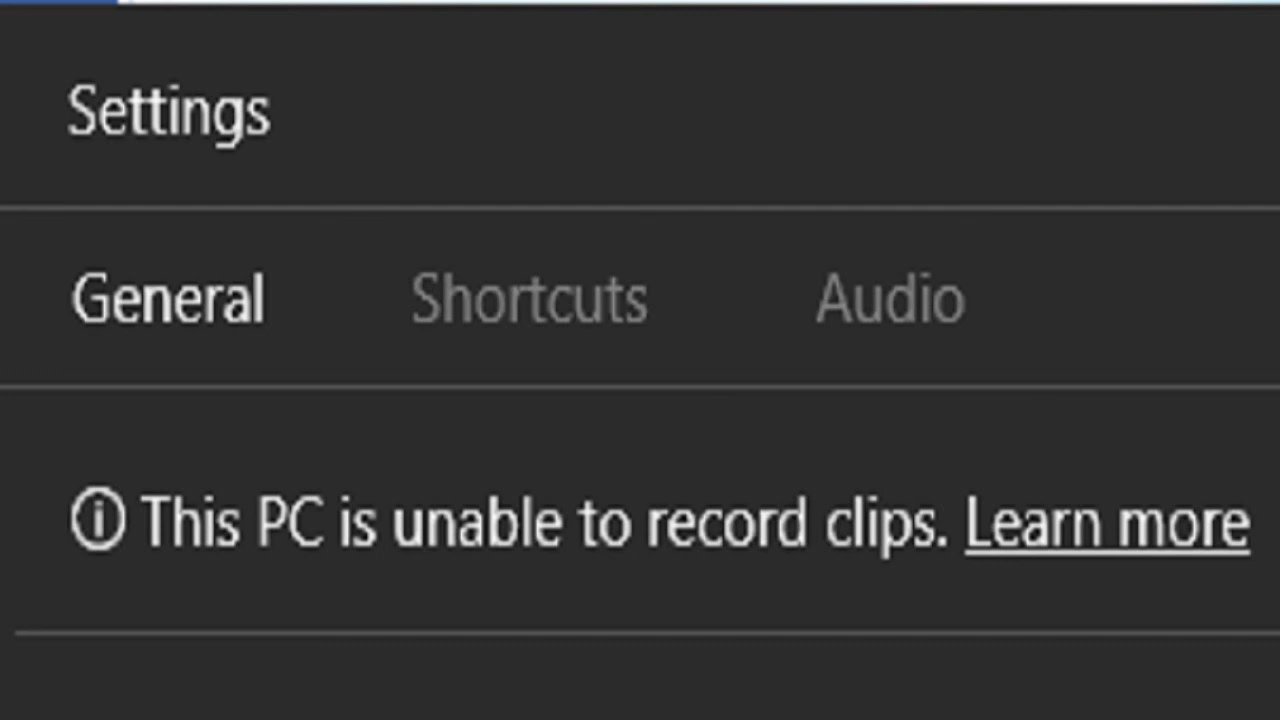 Settings
General Shortcuts Audio
This PC is unable to record clips. Learn more